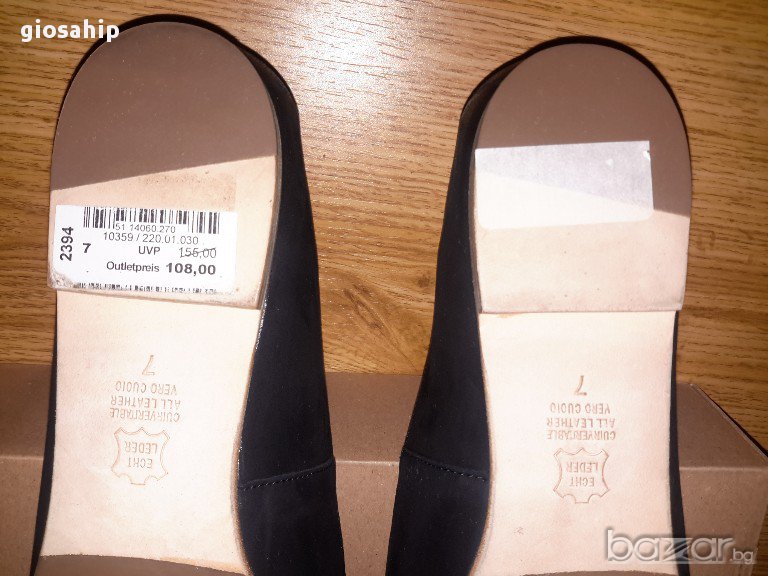 giosahip
2394
51 14060.270
10359 / 220.01.030
7
UVP 155,00
Outletpreis 108,00
7
VERO CUOIO
ALL LEATHER
CUIR VERITABLE
ECHT
LEDER
7
VERO CUOIO
ALL LEATHER
CUIR VERITABLE
ECHT
LEDER
bazar.bg